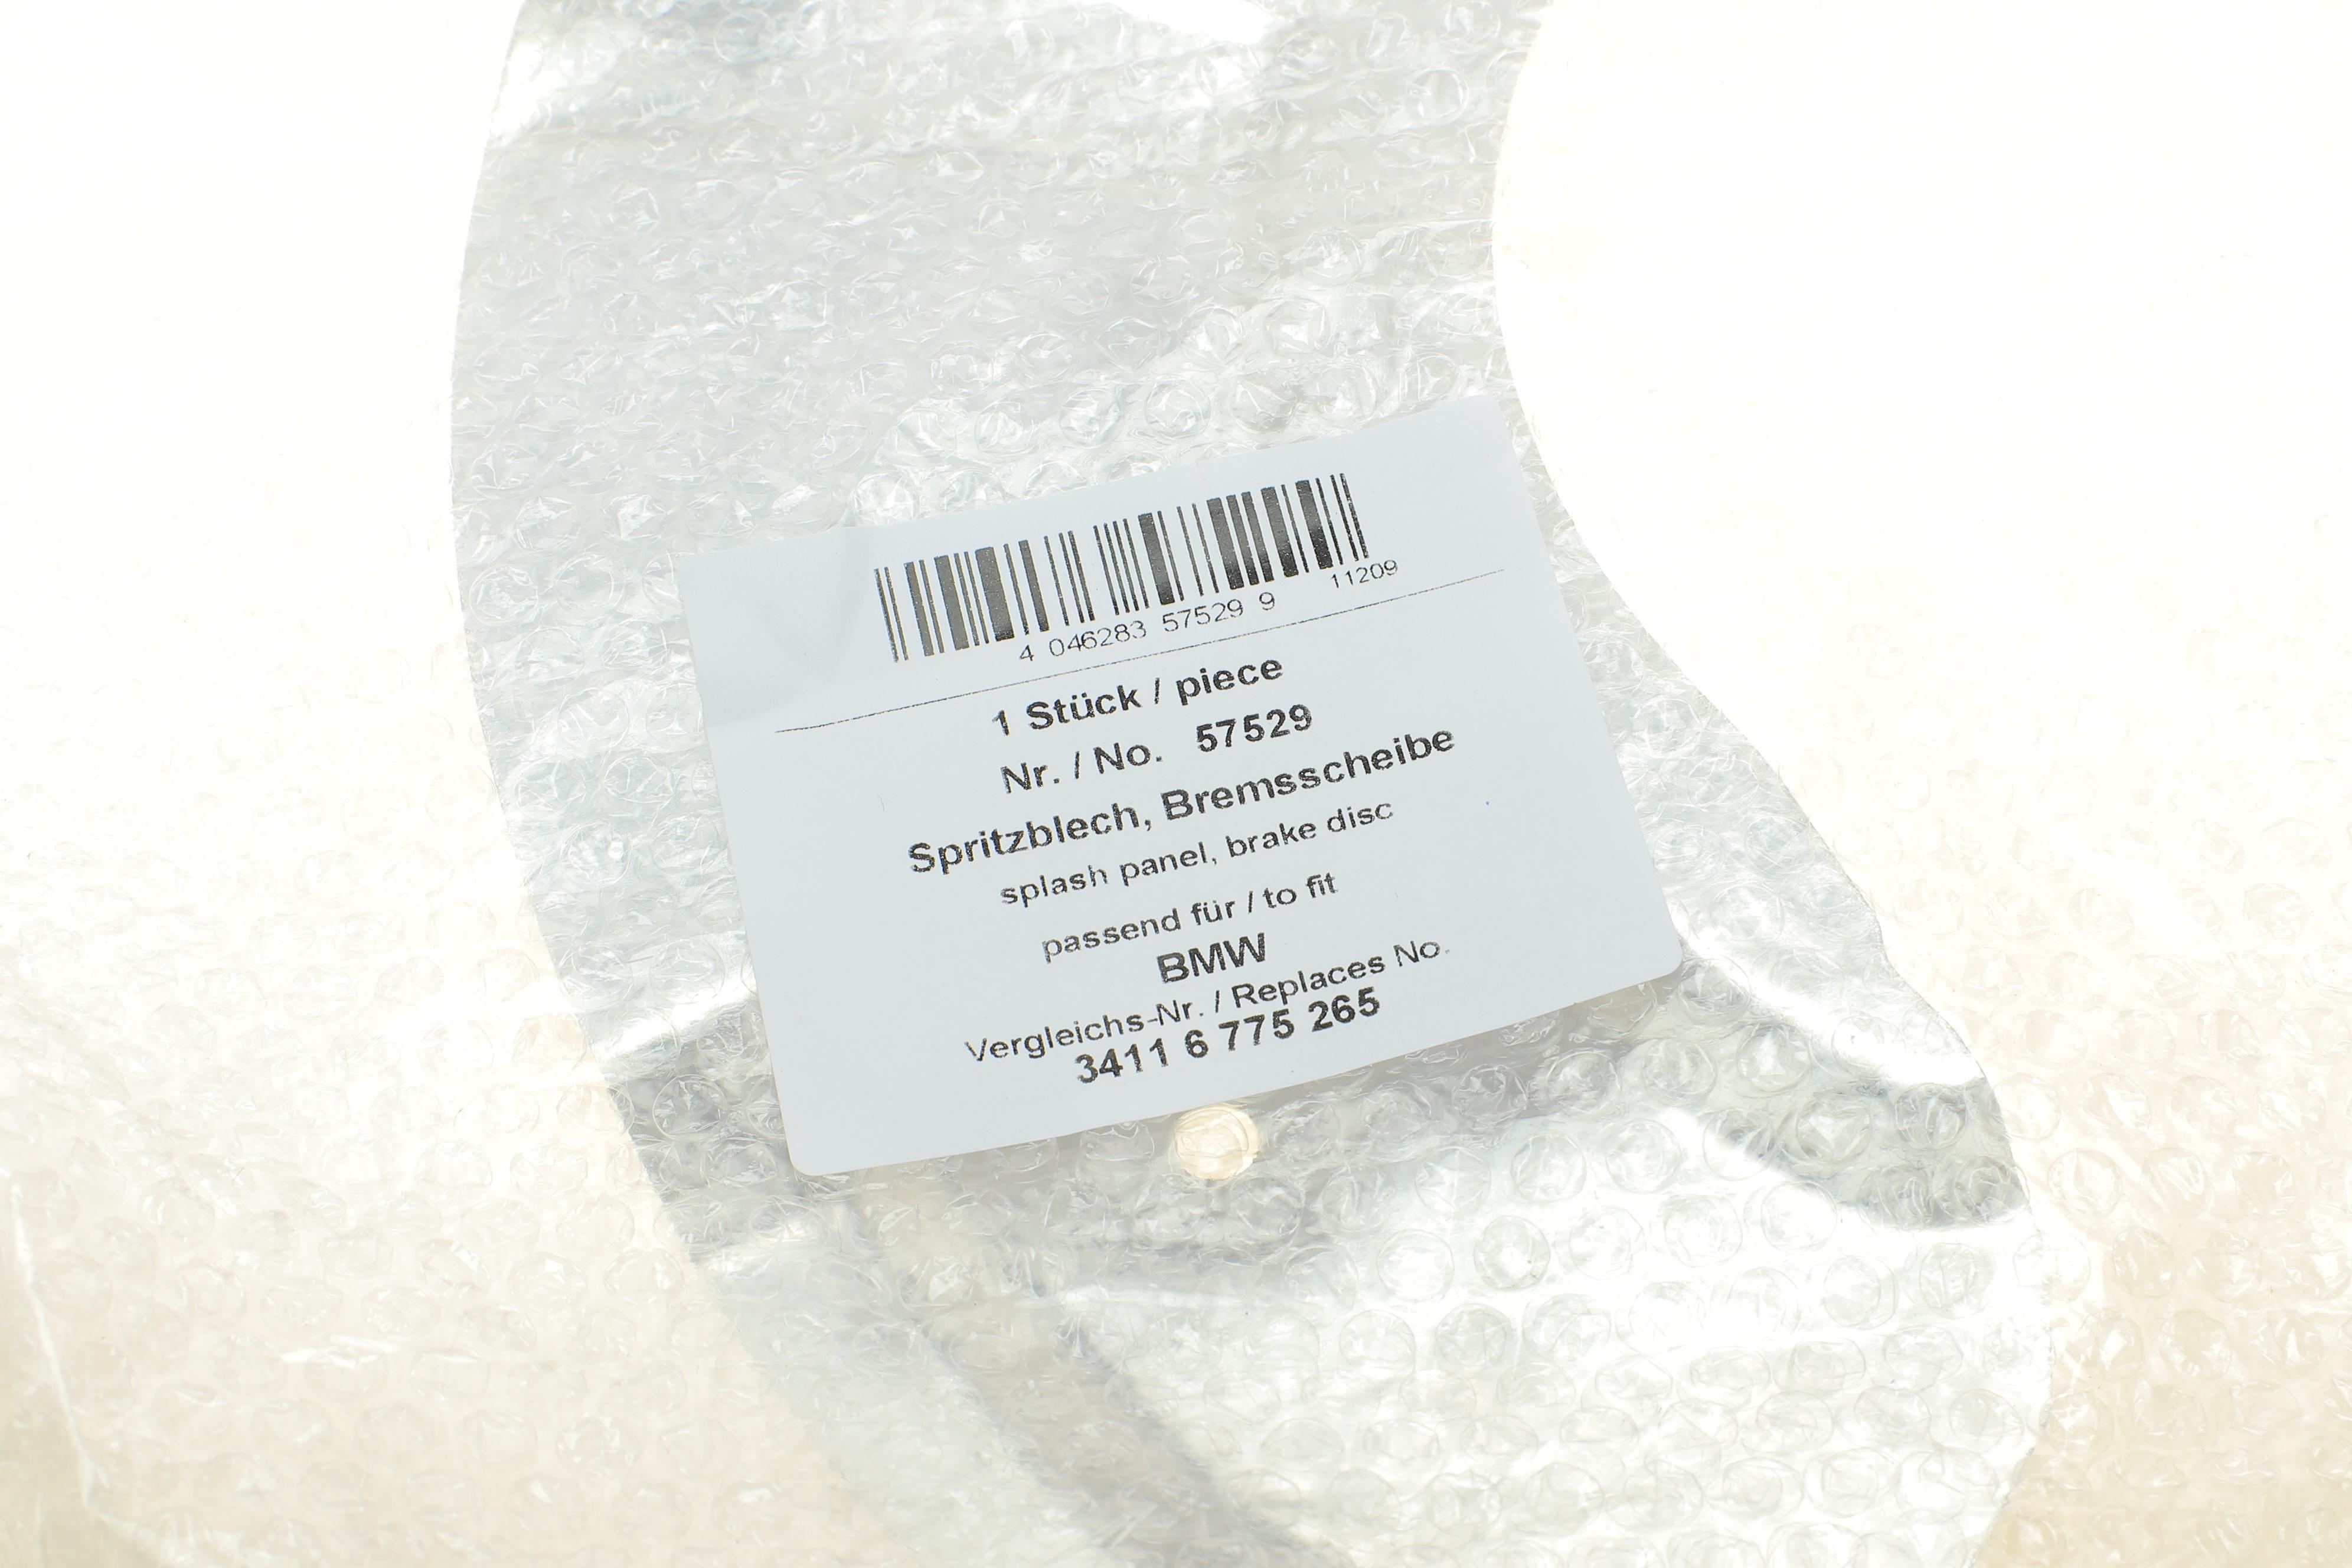 4 046283 57529 9 11209
1 Stück / piece
Nr. / No. 57529
Spritzblech, Bremsscheibe
splash panel, brake disc
passend für / to fit
BMW
Vergleichs-Nr. / Replaces No.
3411 6 775 265